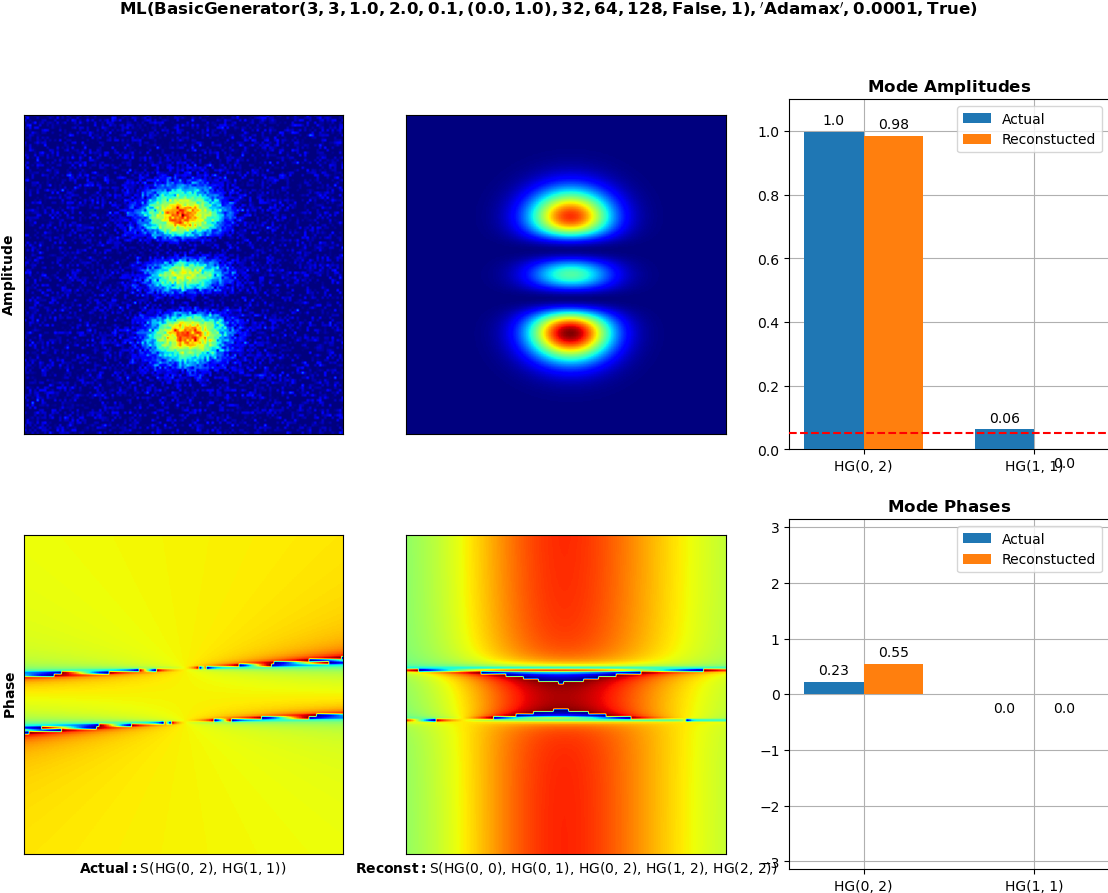 ML(BasicGenerator(3, 3, 1.0, 2.0, 0.1, (0.0, 1.0), 32, 64, 128, False, 1), ′Adamax′, 0.0001, True)
Mode Amplitudes
Amplitude
1.0
0.98
0.06
0.0
Actual
Reconstucted
1.0
0.8
0.6
0.4
0.2
0.0
HG(0, 2)
HG(1, 1)
Mode Phases
Phase
Actual
Reconstucted
3
2
1
0
−1
−2
−3
0.23
0.55
0.0
0.0
HG(0, 2)
HG(1, 1)
Actual: S(HG(0, 2), HG(1, 1))
Reconst: S(HG(0, 0), HG(0, 1), HG(0, 2), HG(1, 2), HG(2, 2))